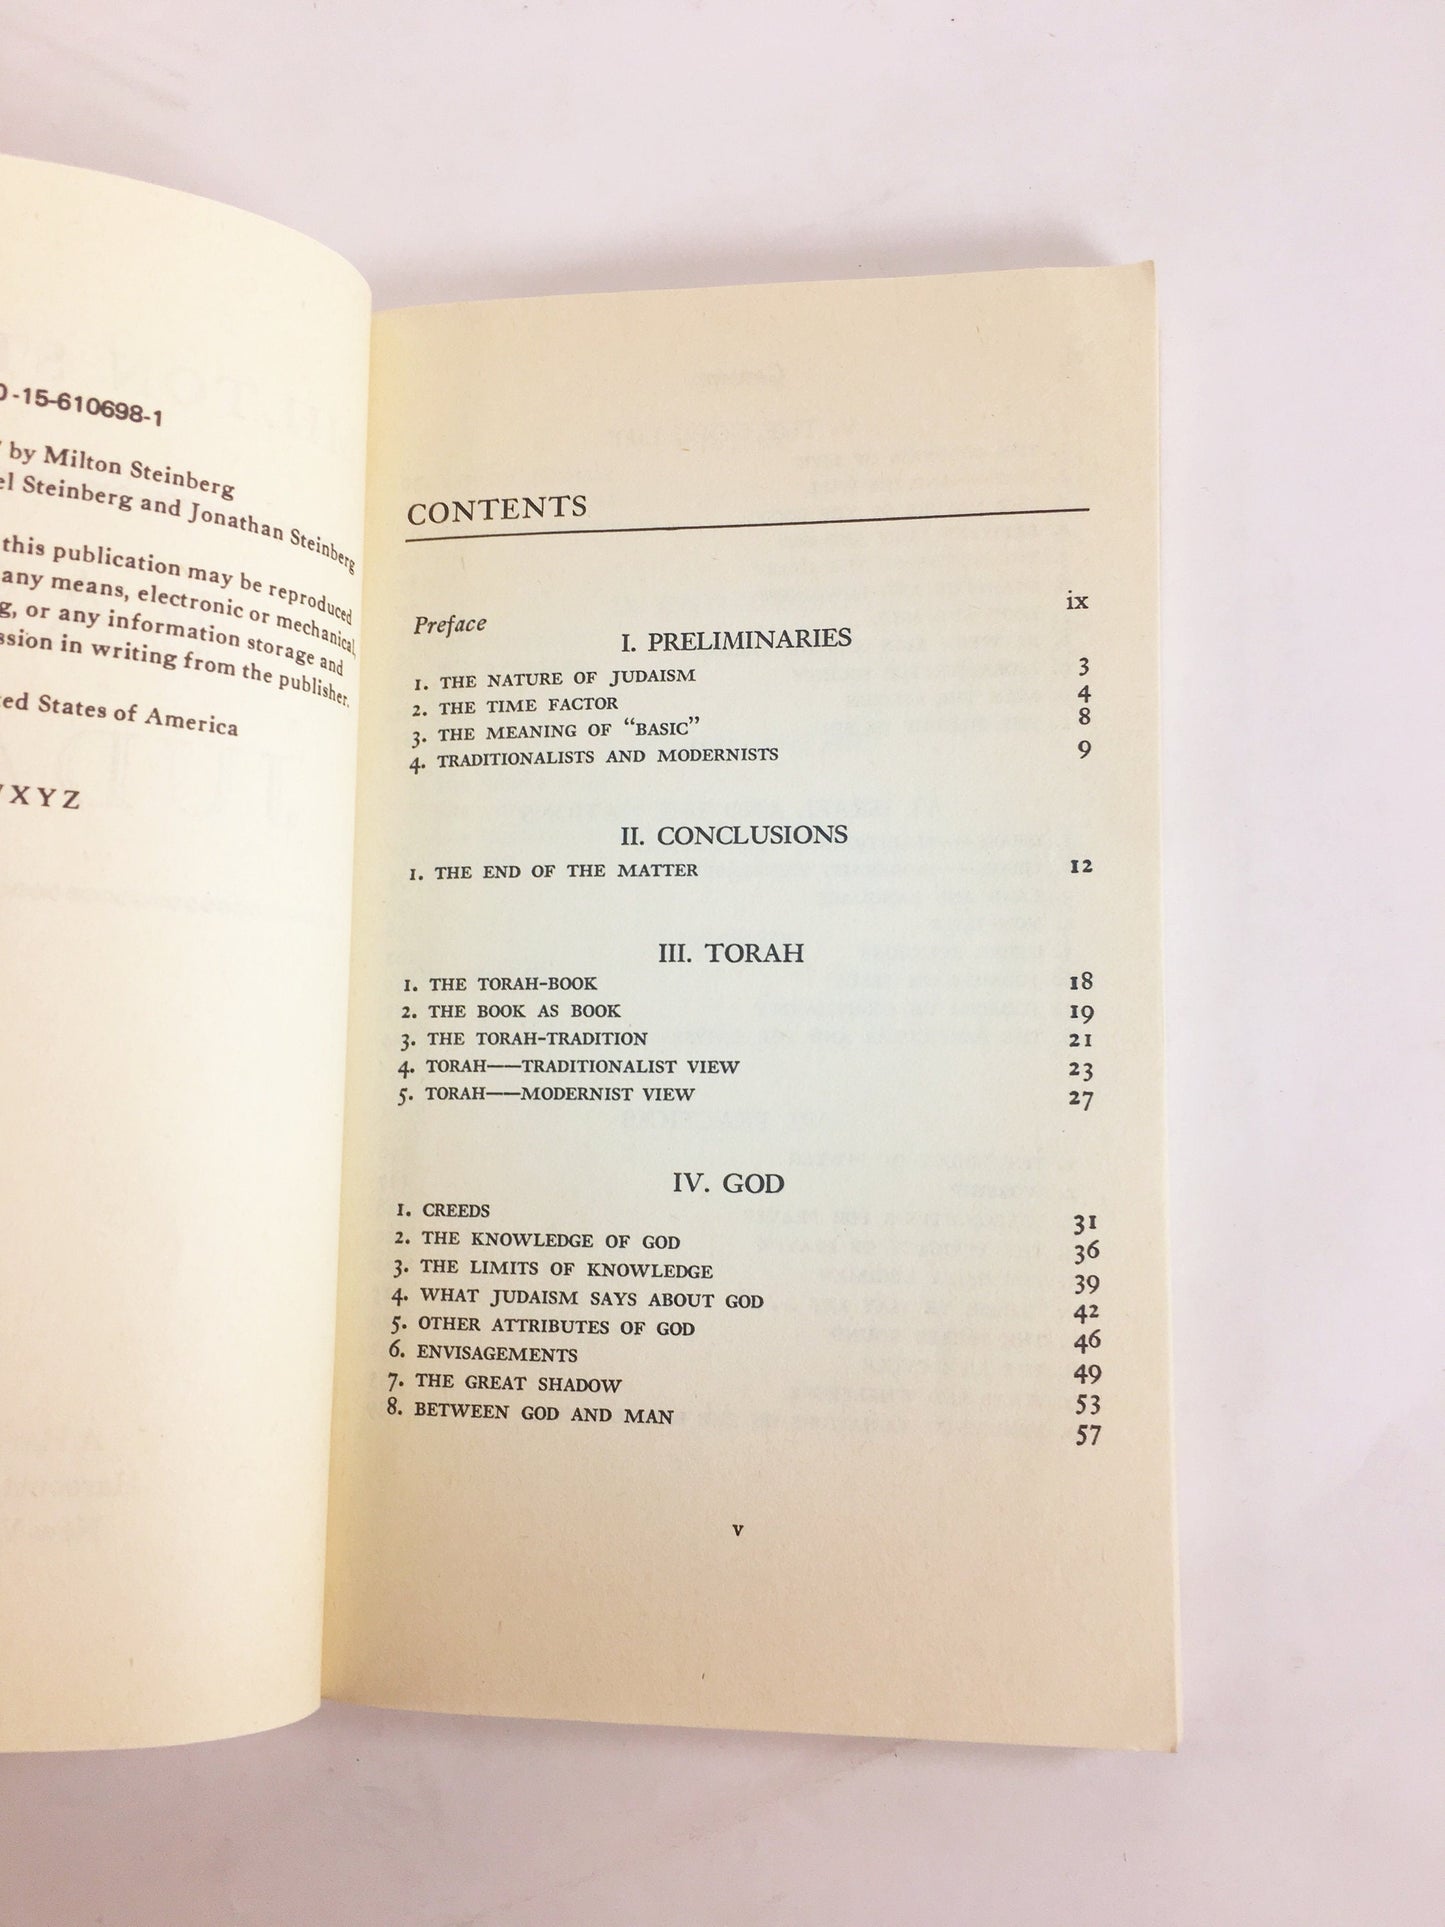 -15-610698-1
by Milton Steinberg
Steinberg and Jonathan Steinberg
this publication may be reproduced
any means, electronic or mechanical,
or any information storage and
in writing from the publisher.
States of America
X Y Z
CONTENTS
Preface ix
I. PRELIMINARIES
1. THE NATURE OF JUDAISM 3
2. THE TIME FACTOR 4
3. THE MEANING OF “BASIC” 8
4. TRADITIONALISTS AND MODERNISTS 9
II. CONCLUSIONS
1. THE END OF THE MATTER 12
III. TORAH
1. THE TORAH-BOOK 18
2. THE BOOK AS BOOK 19
3. THE TORAH-TRADITION 21
4. TORAH—–TRADITIONALIST VIEW 23
5. TORAH—–MODERNIST VIEW 27
IV. GOD
1. CREEDS 31
2. THE KNOWLEDGE OF GOD 36
3. THE LIMITS OF KNOWLEDGE 39
4. WHAT JUDAISM SAYS ABOUT GOD 42
5. OTHER ATTRIBUTES OF GOD 46
6. ENVISAGEMENTS 49
7. THE GREAT SHADOW 53
8. BETWEEN GOD AND MAN 57
v